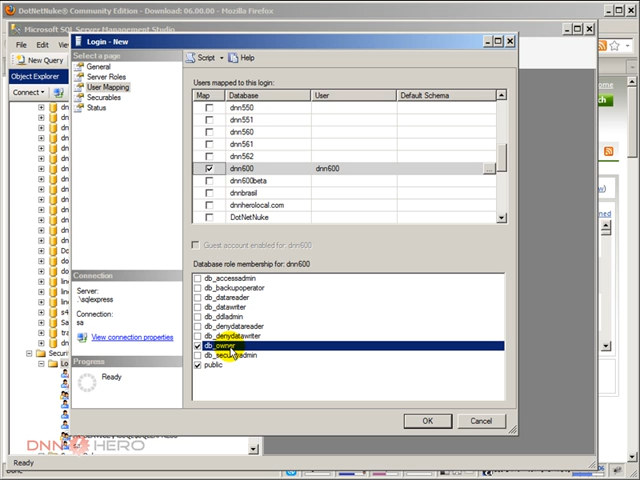 DotNetNuke® Community Edition - Download: 06.00.00 - Mozilla Firefox
Microsoft SQL Server Management Studio
File Edit View
New Query
Object Explorer
Connect
Login - New
Select a page
General
Server Roles
User Mapping
Securables
Status
Script Help
Users mapped to this login:
Map Database User Default Schema
dnn550
dnn551
dnn560
dnn561
dnn562
dnn600 dnn600 ...
dnn600beta
dnnbrasil
dnnherolocal.com
DotNetNuke
Guest account enabled for: dnn600
Database role membership for: dnn600
db_accessadmin
db_backupoperator
db_datareader
db_datawriter
db_ddladmin
db_denydatareader
db_denydatawriter
db_owner
db_securityadmin
public
Connection
Server:
.\sqlexpress
Connection:
sa
View connection properties
Progress
Ready
OK Cancel
DNN4HERO
Ready